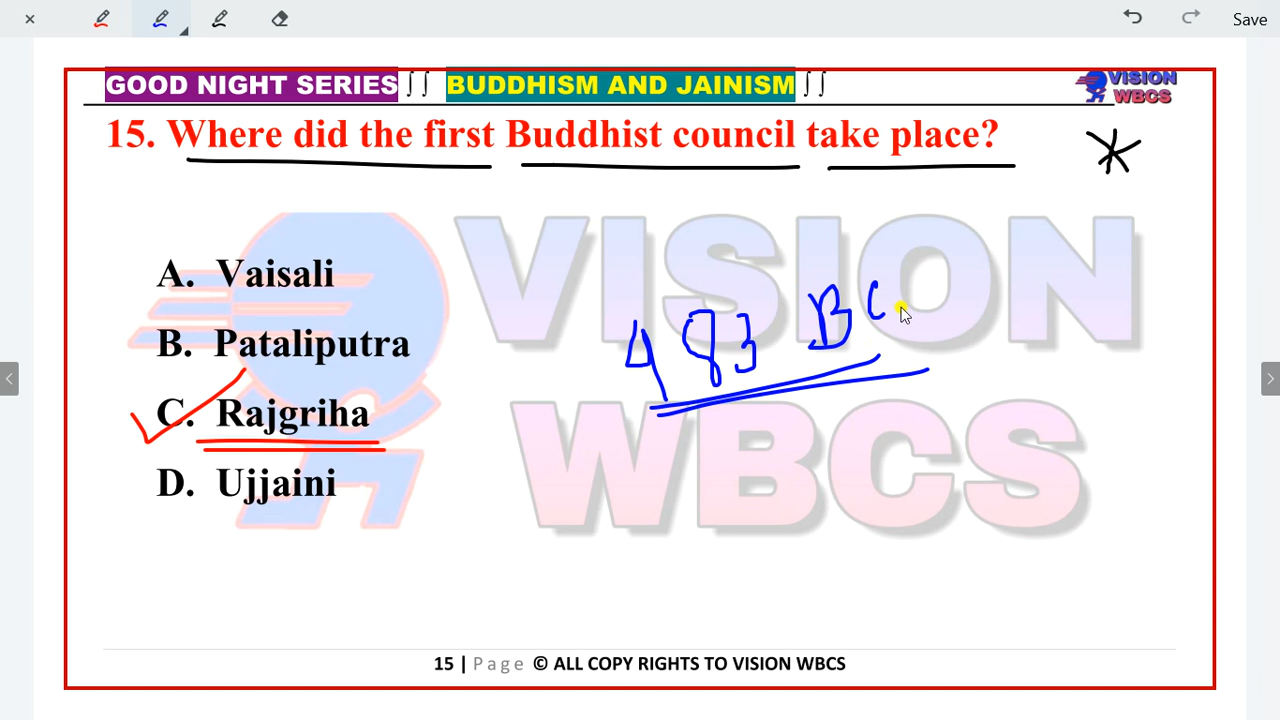 Save
GOOD NIGHT SERIES ∫∫ BUDDHISM AND JAINISM ∫∫
VISION
WBCS
15. Where did the first Buddhist council take place?
A. Vaisali
B. Pataliputra
C. Rajgriha
D. Ujjaini
483 BC
VISION
WBCS
15 | Page © ALL COPY RIGHTS TO VISION WBCS